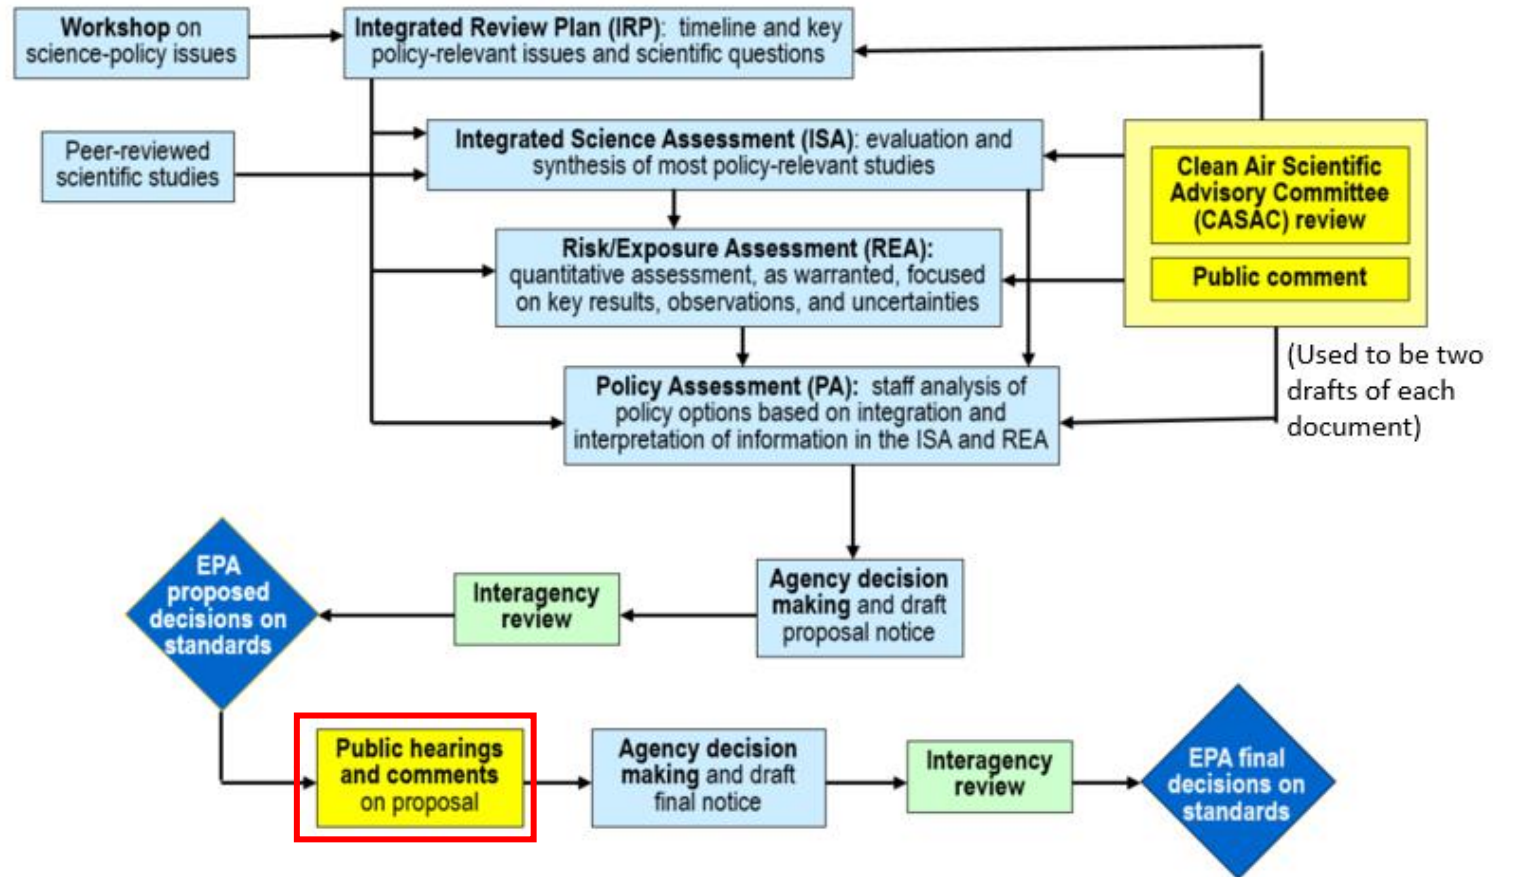 Workshop on
science-policy issues
Integrated Review Plan (IRP): timeline and key
policy-relevant issues and scientific questions
Peer-reviewed
scientific studies
Integrated Science Assessment (ISA): evaluation and
synthesis of most policy-relevant studies
Clean Air Scientific
Advisory Committee
(CASAC) review
Public comment
Risk/Exposure Assessment (REA):
quantitative assessment, as warranted, focused
on key results, observations, and uncertainties
(Used to be two
drafts of each
document)
Policy Assessment (PA): staff analysis of
policy options based on integration and
interpretation of information in the ISA and REA
Agency decision
making and draft
proposal notice
Interagency
review
EPA
proposed
decisions on
standards
Public hearings
and comments
on proposal
Agency decision
making and draft
final notice
Interagency
review
EPA final
decisions on
standards